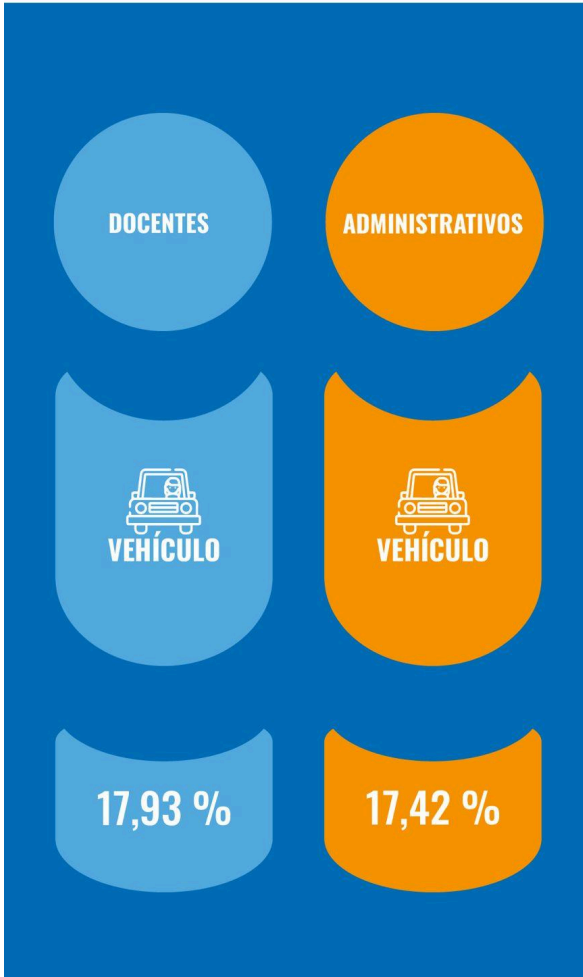 DOCENTES
ADMINISTRATIVOS
VEHÍCULO
VEHÍCULO
17,93 %
17,42 %